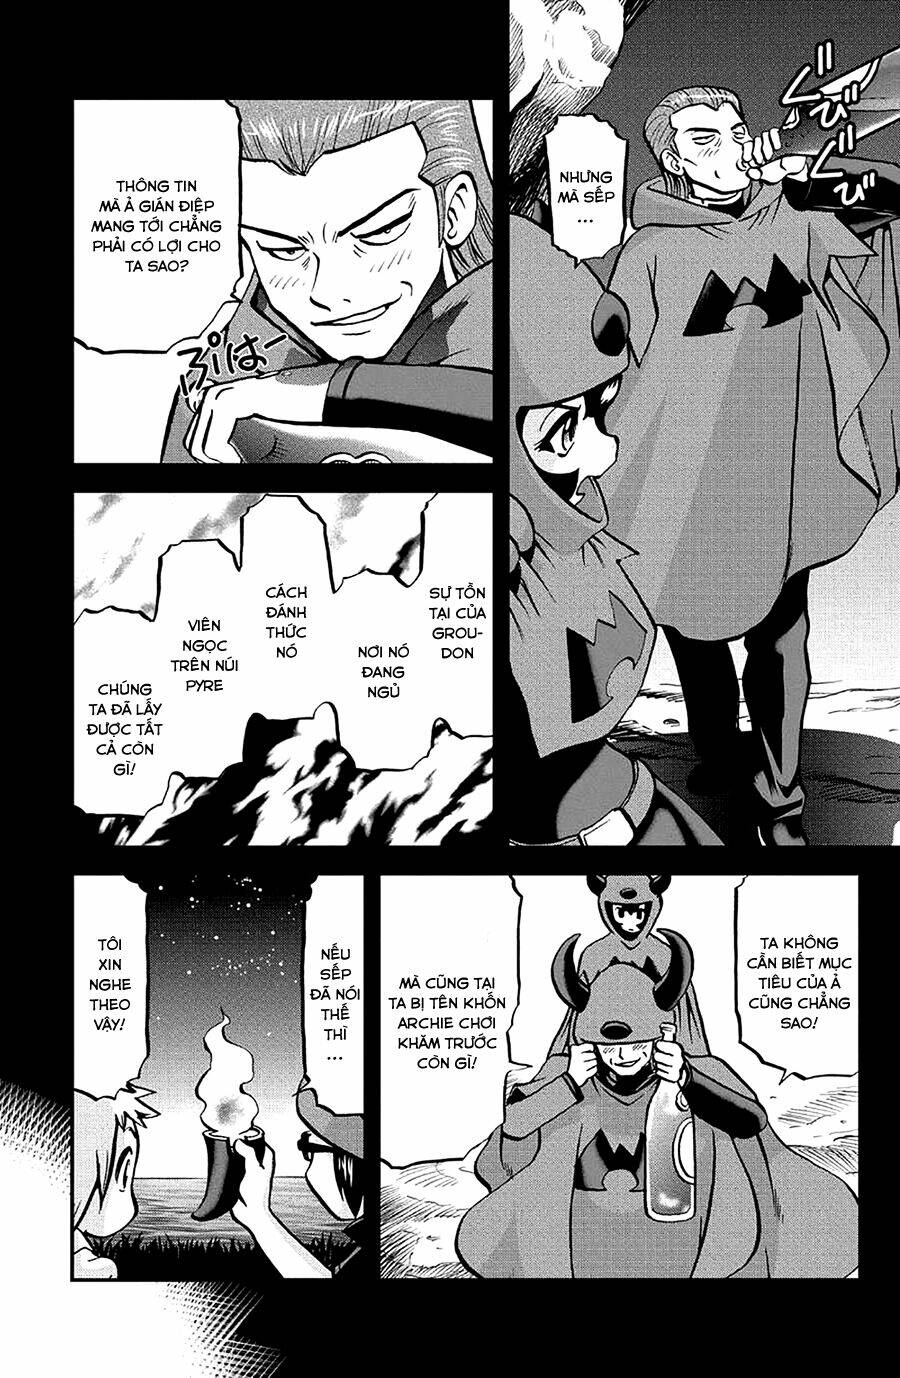 NHƯNG
MÀ SẾP
...
ぐび
ぐび
THÔNG TIN
MÀ Ả GIÁN ĐIỆP
MANG TỚI CHẲNG
PHẢI CÓ LỢI CHO
TA SAO?
ぷはー
SỰ TỒN
TẠI CỦA
GROU-
DON
NƠI NÓ
ĐANG
NGỦ
CÁCH
ĐÁNH
THỨC
NÓ
VIÊN
NGỌC
TRÊN NÚI
PYRE
CHÚNG
TA ĐÃ LẤY
ĐƯỢC TẤT
CẢ CÒN
GÌ!
TA KHÔNG
CẦN BIẾT MỤC
TIÊU CỦA Ả
CŨNG CHẲNG
SAO!
MÀ CŨNG TẠI
TA BỊ TÊN KHỐN
ARCHIE CHƠI
KHĂM TRƯỚC
CÒN GÌ!
NẾU
SẾP
ĐÃ NÓI
THẾ
THÌ
...
TÔI
XIN
NGHE
THEO
VẬY!